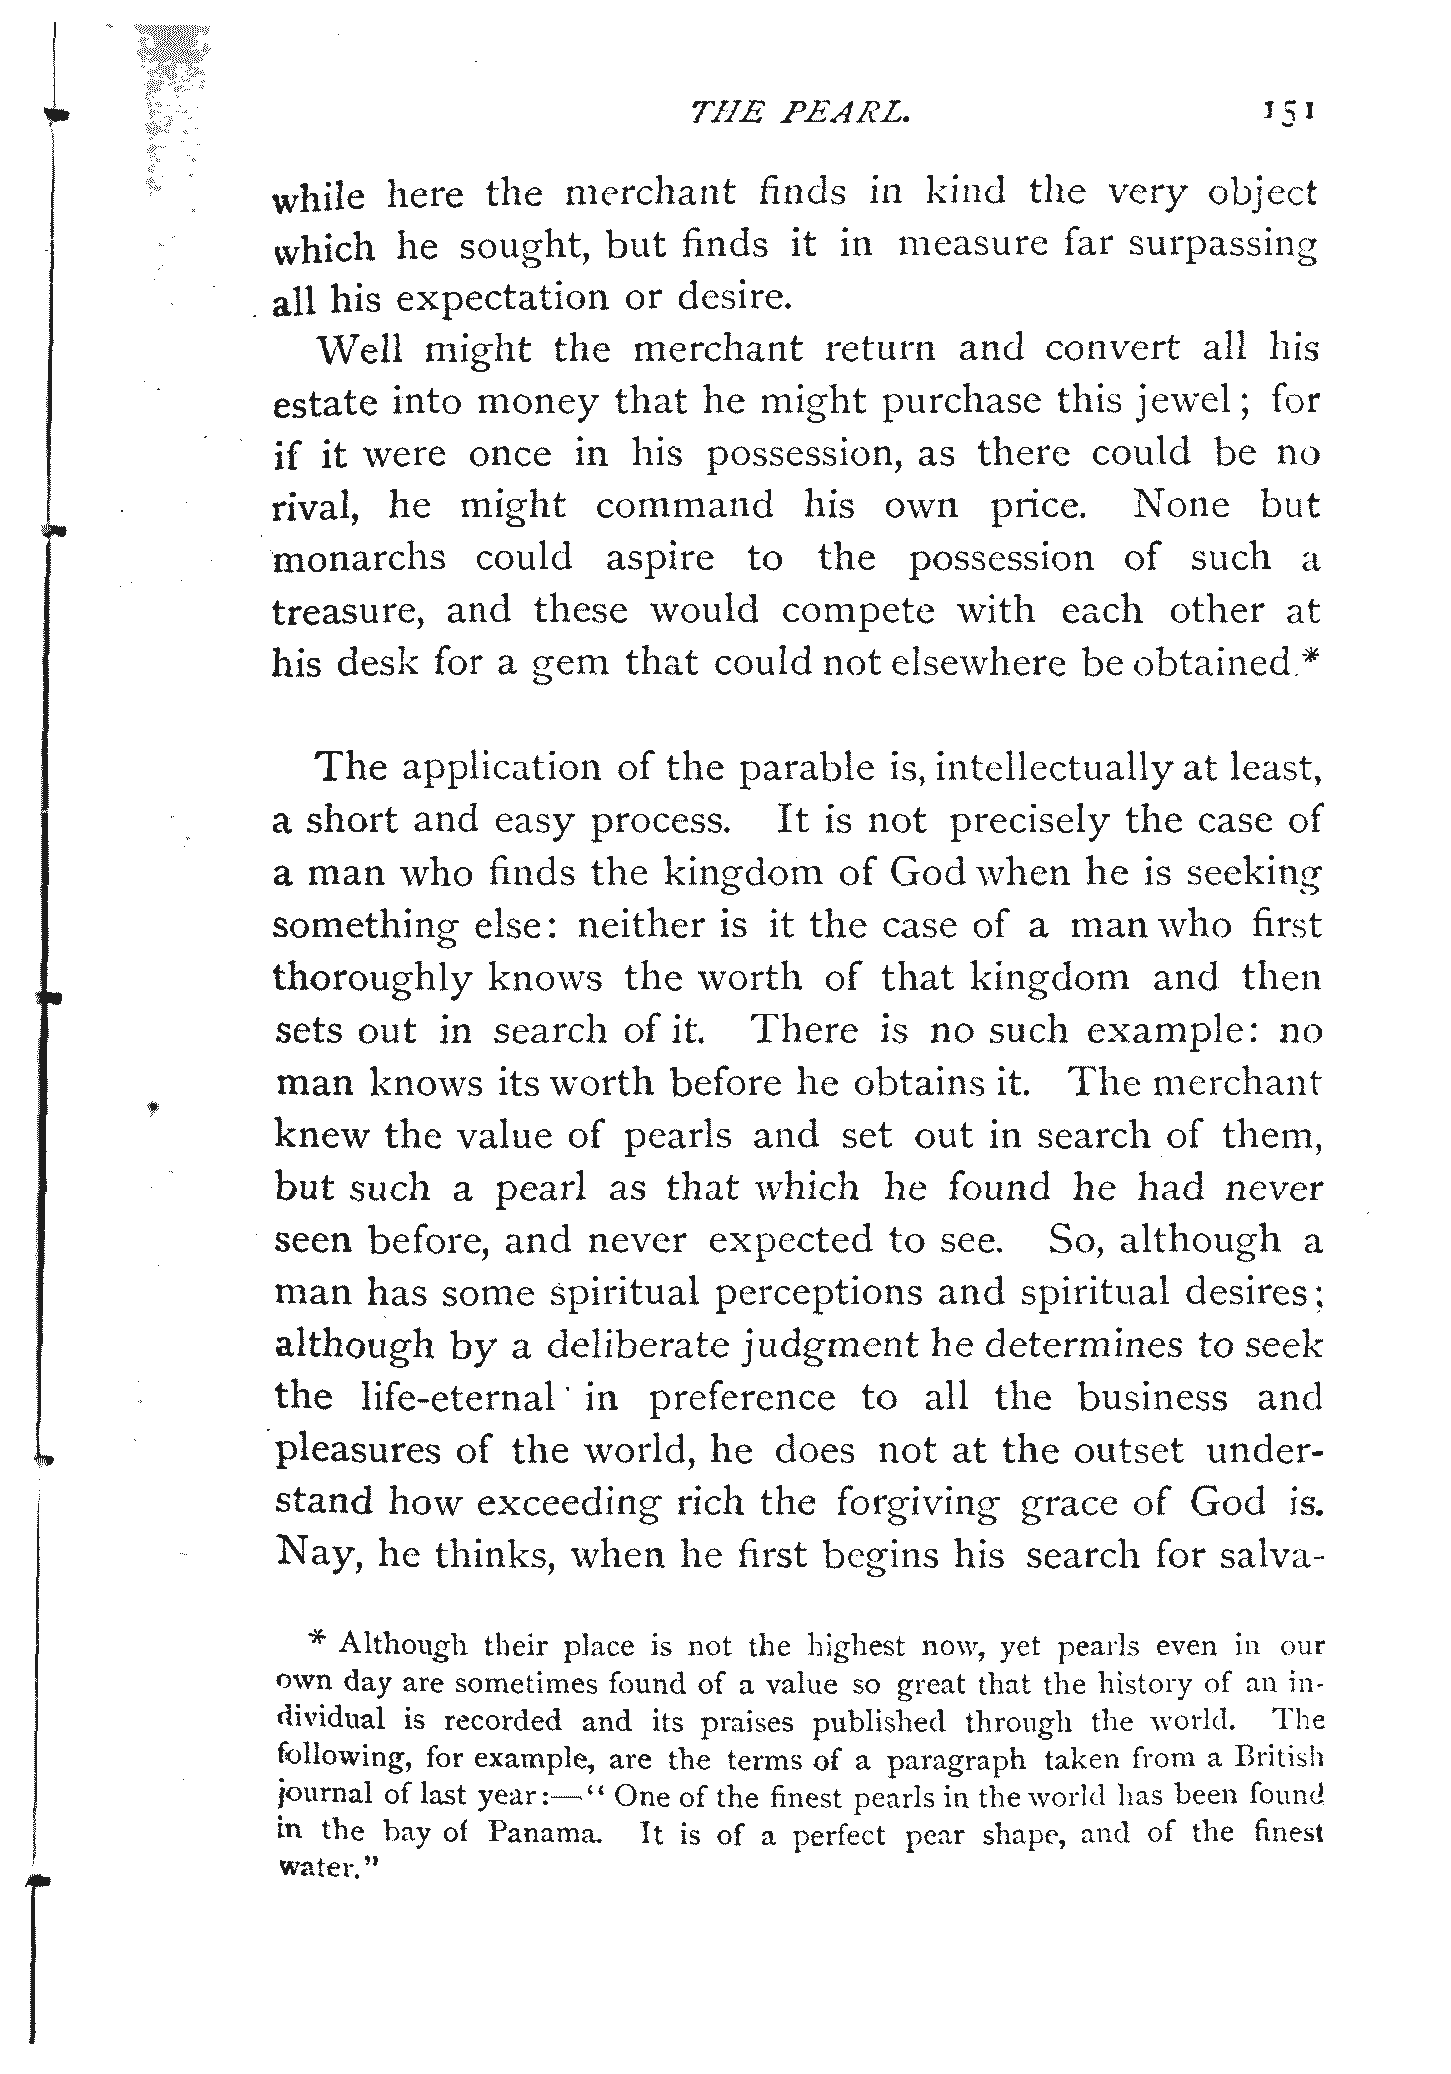 THE PEARL. 151
while here the merchant finds in kind the very object
which he sought, but finds it in measure far surpassing
all his expectation or desire.
Well might the merchant return and convert all his
estate into money that he might purchase this jewel; for
if it were once in his possession, as there could be no
rival, he might command his own price. None but
monarchs could aspire to the possession of such a
treasure, and these would compete with each other at
his desk for a gem that could not elsewhere be obtained.*
The application of the parable is, intellectually at least,
a short and easy process. It is not precisely the case of
a man who finds the kingdom of God when he is seeking
something else: neither is it the case of a man who first
thoroughly knows the worth of that kingdom and then
sets out in search of it. There is no such example: no
man knows its worth before he obtains it. The merchant
knew the value of pearls and set out in search of them,
but such a pearl as that which he found he had never
seen before, and never expected to see. So, although a
man has some spiritual perceptions and spiritual desires;
although by a deliberate judgment he determines to seek
the life-eternal in preference to all the business and
pleasures of the world, he does not at the outset under-
stand how exceeding rich the forgiving grace of God is.
Nay, he thinks, when he first begins his search for salva-
* Although their place is not the highest now, yet pearls even in our
own day are sometimes found of a value so great that the history of an in-
dividual is recorded and its praises published through the world. The
following, for example, are the terms of a paragraph taken from a British
journal of last year:—"One of the finest pearls in the world has been found
in the bay of Panama. It is of a perfect pear shape, and of the finest
water."